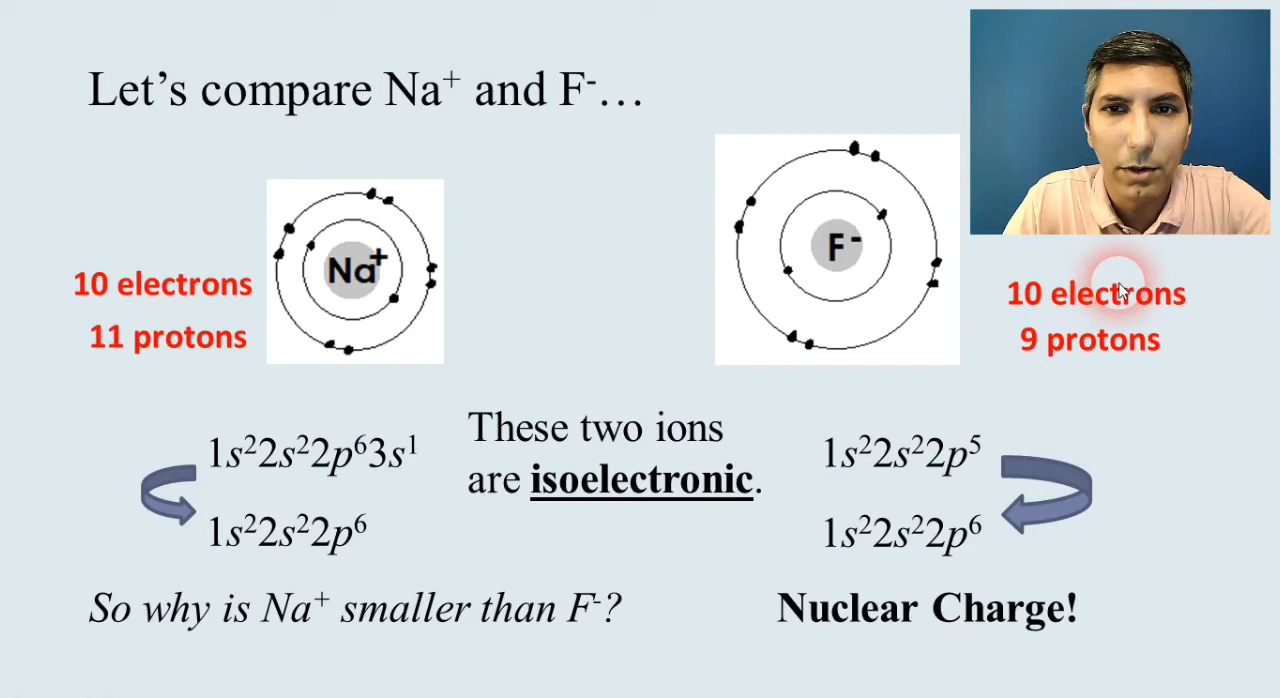 Let’s compare Na⁺ and F⁻…
Na⁺
F⁻
10 electrons
11 protons
10 electrons
9 protons
1s²2s²2p⁶3s¹
These two ions
are isoelectronic.
1s²2s²2p⁵
1s²2s²2p⁶
1s²2s²2p⁶
So why is Na⁺ smaller than F⁻?
Nuclear Charge!